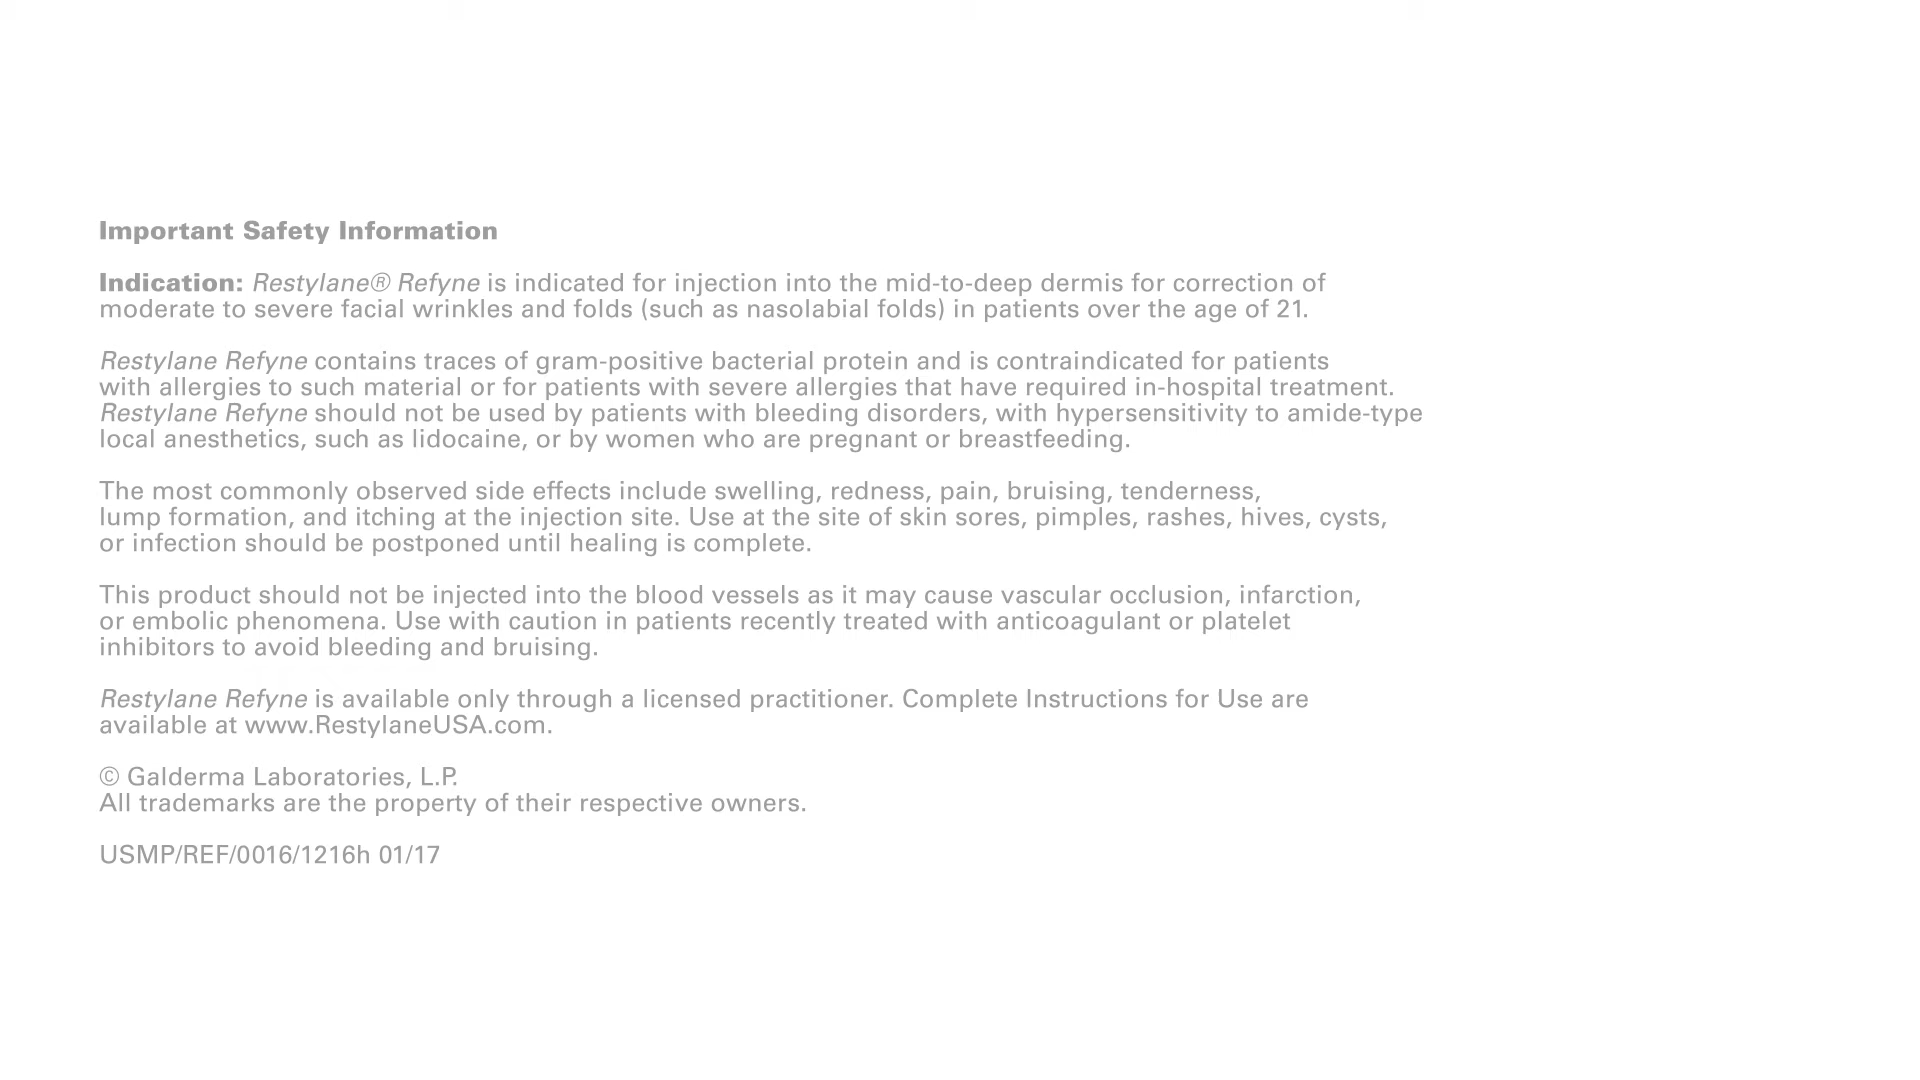 Important Safety Information
Indication: Restylane® Refyne is indicated for injection into the mid-to-deep dermis for correction of
moderate to severe facial wrinkles and folds (such as nasolabial folds) in patients over the age of 21.
Restylane Refyne contains traces of gram-positive bacterial protein and is contraindicated for patients
with allergies to such material or for patients with severe allergies that have required in-hospital treatment.
Restylane Refyne should not be used by patients with bleeding disorders, with hypersensitivity to amide-type
local anesthetics, such as lidocaine, or by women who are pregnant or breastfeeding.
The most commonly observed side effects include swelling, redness, pain, bruising, tenderness,
lump formation, and itching at the injection site. Use at the site of skin sores, pimples, rashes, hives, cysts,
or infection should be postponed until healing is complete.
This product should not be injected into the blood vessels as it may cause vascular occlusion, infarction,
or embolic phenomena. Use with caution in patients recently treated with anticoagulant or platelet
inhibitors to avoid bleeding and bruising.
Restylane Refyne is available only through a licensed practitioner. Complete Instructions for Use are
available at www.RestylaneUSA.com.
© Galderma Laboratories, L.P.
All trademarks are the property of their respective owners.
USMP/REF/0016/1216h 01/17